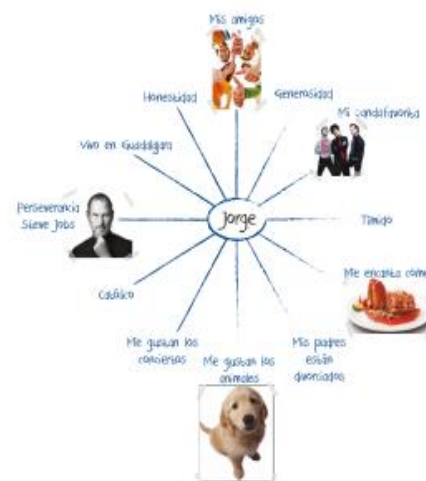 Mis amigos
Honestidad
Generosidad
Mi banda favorita
Vivo en Guadalajara
Jorge
Perseverancia
Steve Jobs
Tímido
Católico
Me encanta comer
Me gustan los
conciertos
Me gustan los
animales
Mis padres
están
divorciados